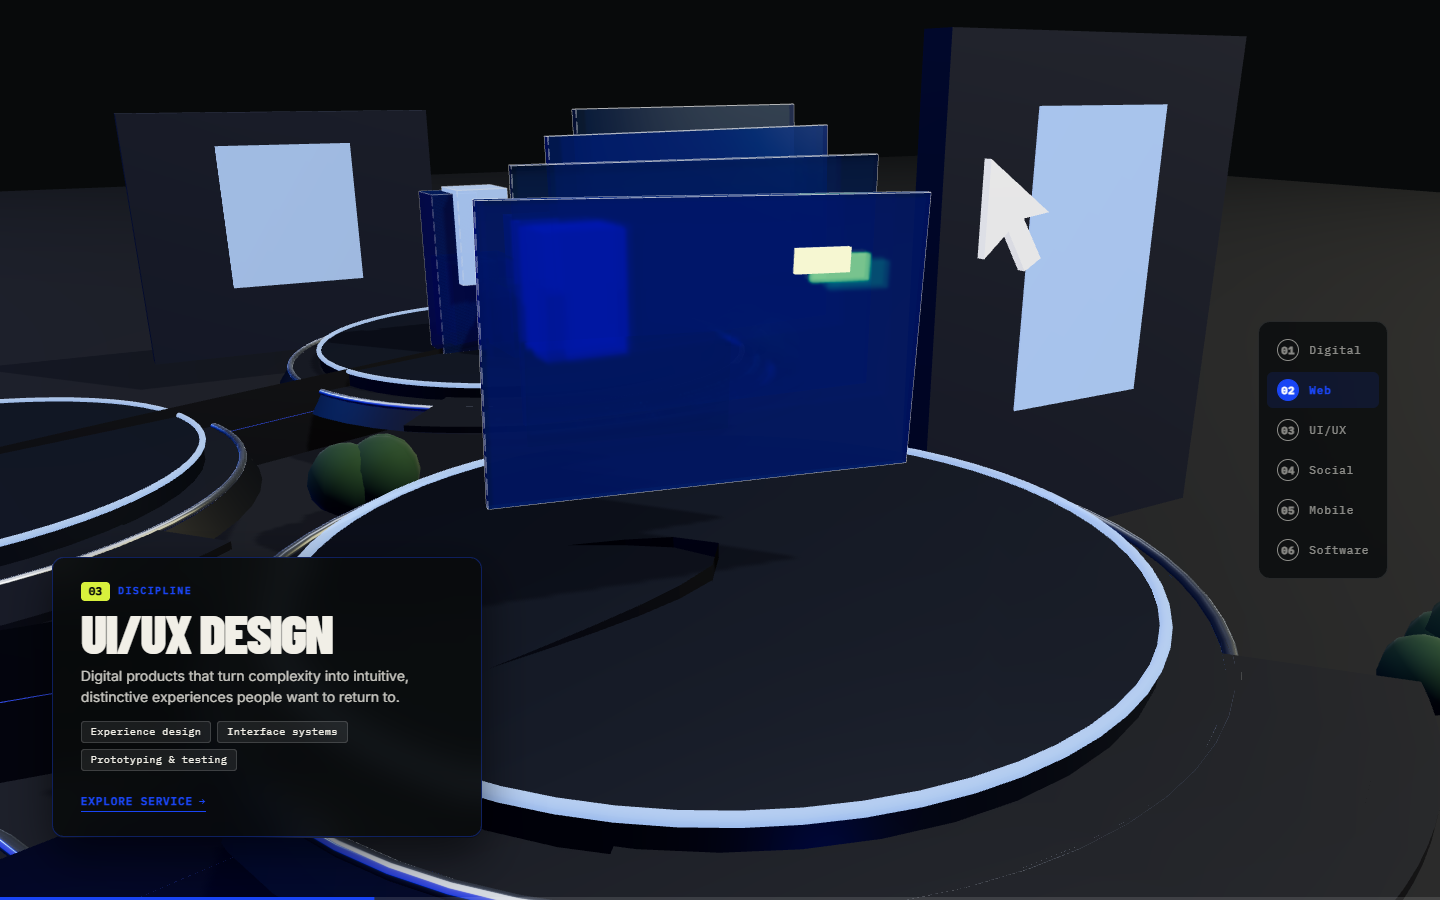 03 DISCIPLINE
UI/UX DESIGN
Digital products that turn complexity into intuitive,
distinctive experiences people want to return to.
Experience design
Interface systems
Prototyping & testing
EXPLORE SERVICE →
01 Digital
02 Web
03 UI/UX
04 Social
05 Mobile
06 Software